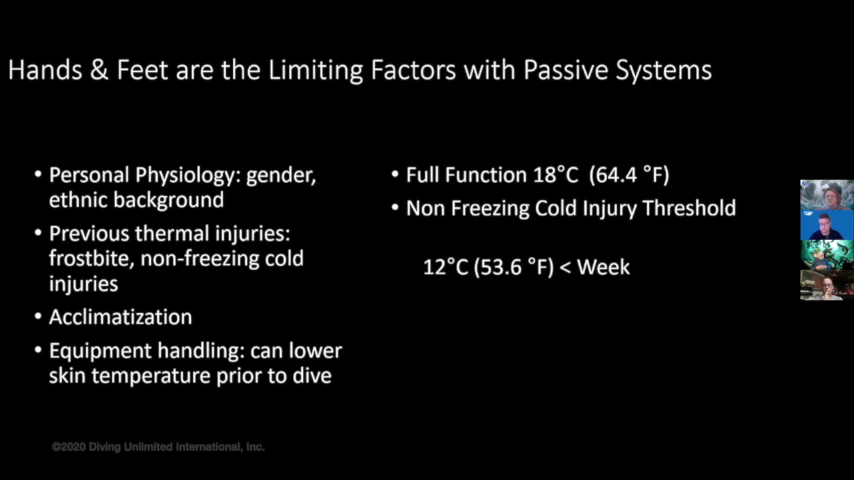 Hands & Feet are the Limiting Factors with Passive Systems
• Personal Physiology: gender,
ethnic background
• Previous thermal injuries:
frostbite, non-freezing cold
injuries
• Acclimatization
• Equipment handling: can lower
skin temperature prior to dive
• Full Function 18°C (64.4 °F)
• Non Freezing Cold Injury Threshold
12°C (53.6 °F) < Week
©2020 Diving Unlimited International, Inc.